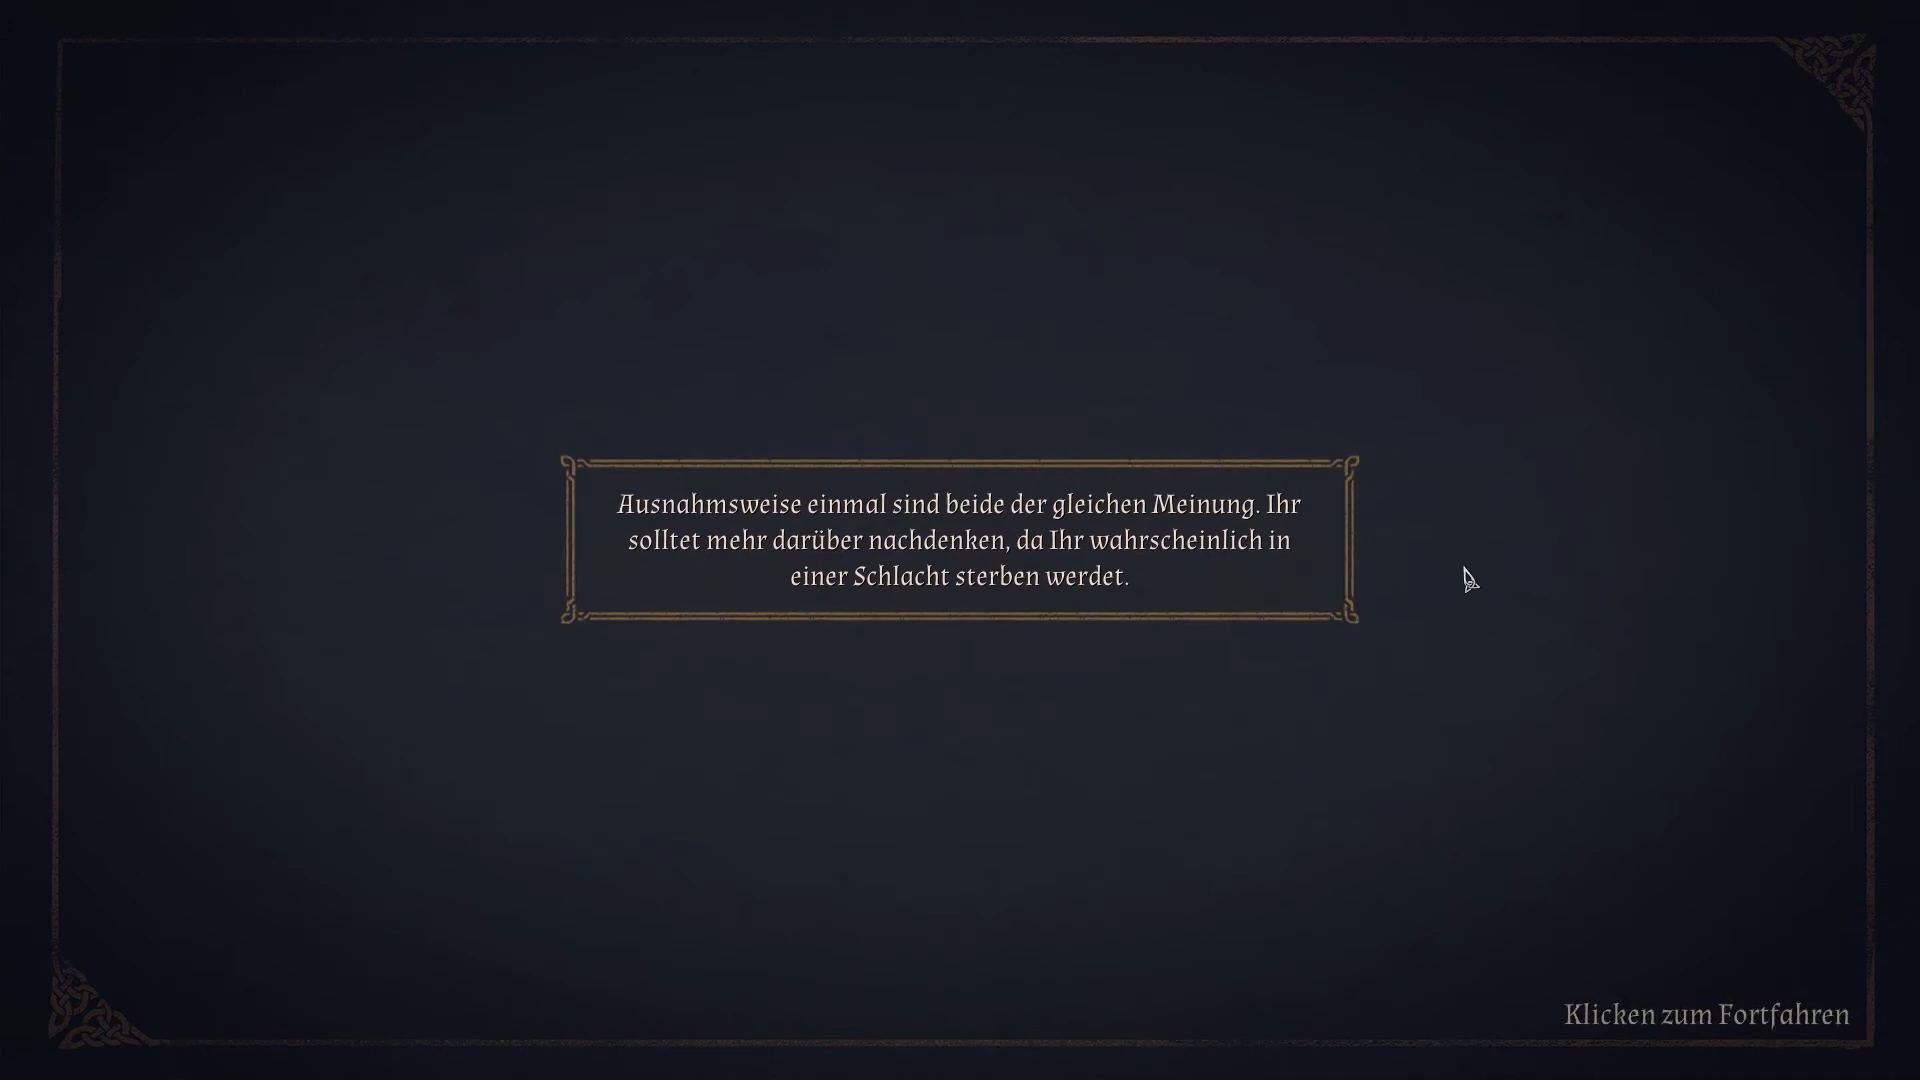 Ausnahmsweise einmal sind beide der gleichen Meinung. Ihr
solltet mehr darüber nachdenken, da Ihr wahrscheinlich in
einer Schlacht sterben werdet.
Klicken zum Fortfahren